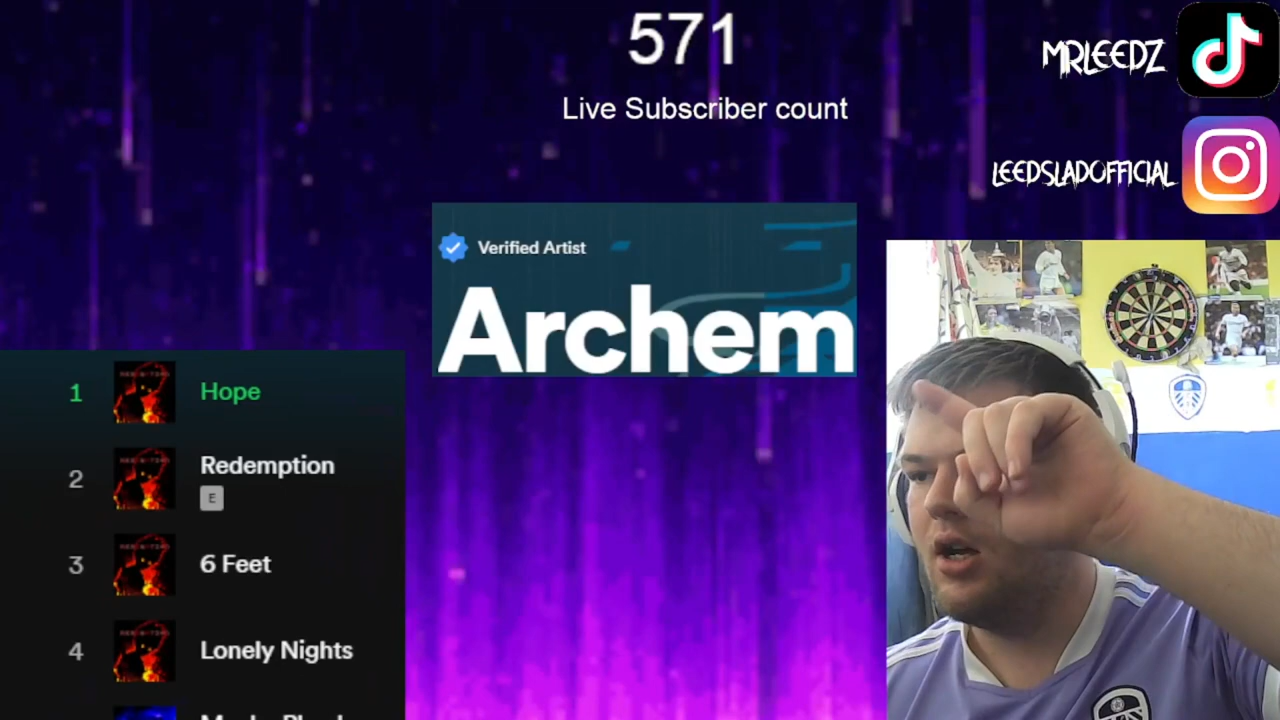 571
Live Subscriber count
MRLEEDZ
LEEDSLADOFFICIAL
Verified Artist
Archem
1
Hope
2
Redemption
E
3
6 Feet
4
Lonely Nights